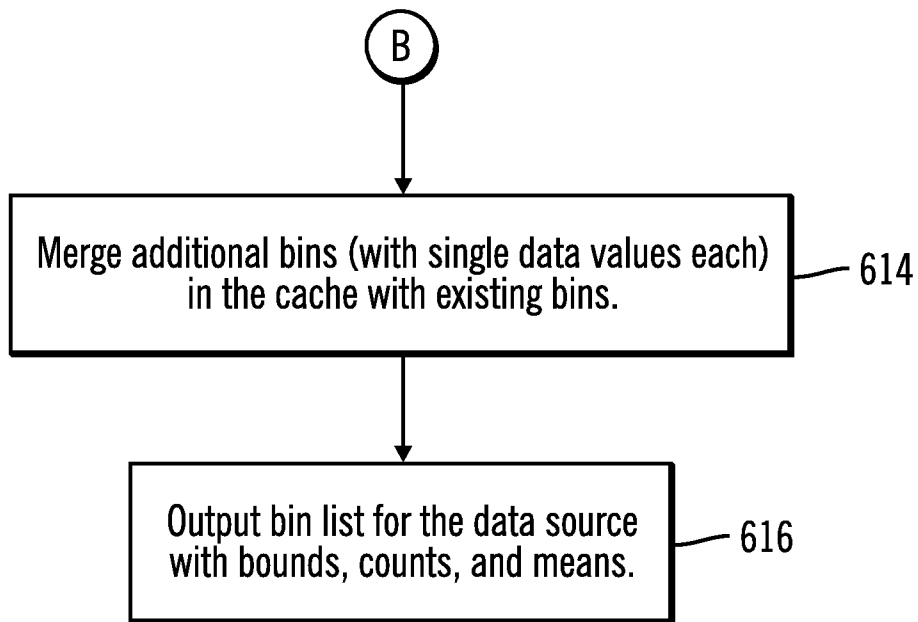 B
Merge additional bins (with single data values each)
in the cache with existing bins.
614
Output bin list for the data source
with bounds, counts, and means.
616